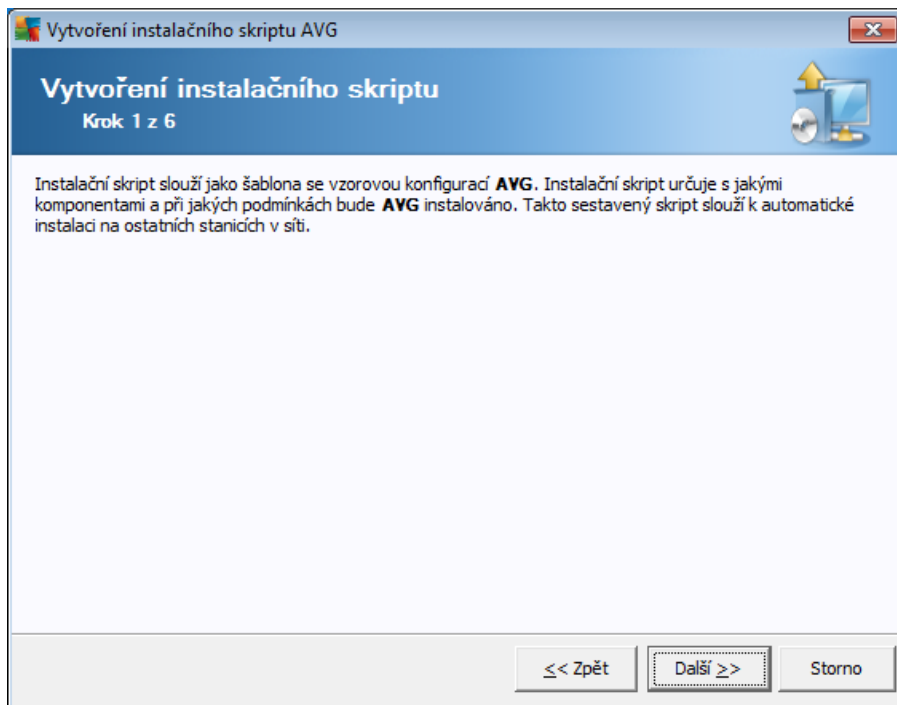 Vytvoření instalačního skriptu AVG
Vytvoření instalačního skriptu
Krok 1 z 6
Instalační skript slouží jako šablona se vzorovou konfigurací AVG. Instalační skript určuje s jakými
komponentami a při jakých podmínkách bude AVG instalováno. Takto sestavený skript slouží k automatické
instalaci na ostatních stanicích v síti.
<< Zpět
Další >>
Storno